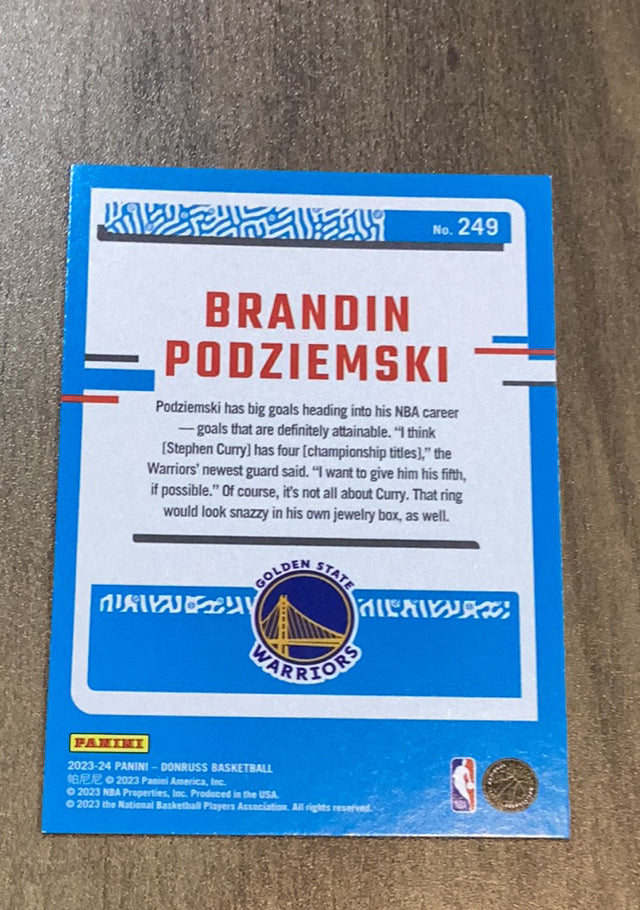 No. 249
BRANDIN
PODZIEMSKI
Podziemski has big goals heading into his NBA career
— goals that are definitely attainable. “I think
[Stephen Curry] has four [championship titles],” the
Warriors’ newest guard said. “I want to give him his fifth,
if possible.” Of course, it’s not all about Curry. That ring
would look snazzy in his own jewelry box, as well.
GOLDEN STATE
WARRIORS
PANINI
2023-24 PANINI – DONRUSS BASKETBALL
帕尼尼 © 2023 Panini America, Inc.
© 2023 NBA Properties, Inc. Produced in the USA.
© 2023 the National Basketball Players Association. All rights reserved.